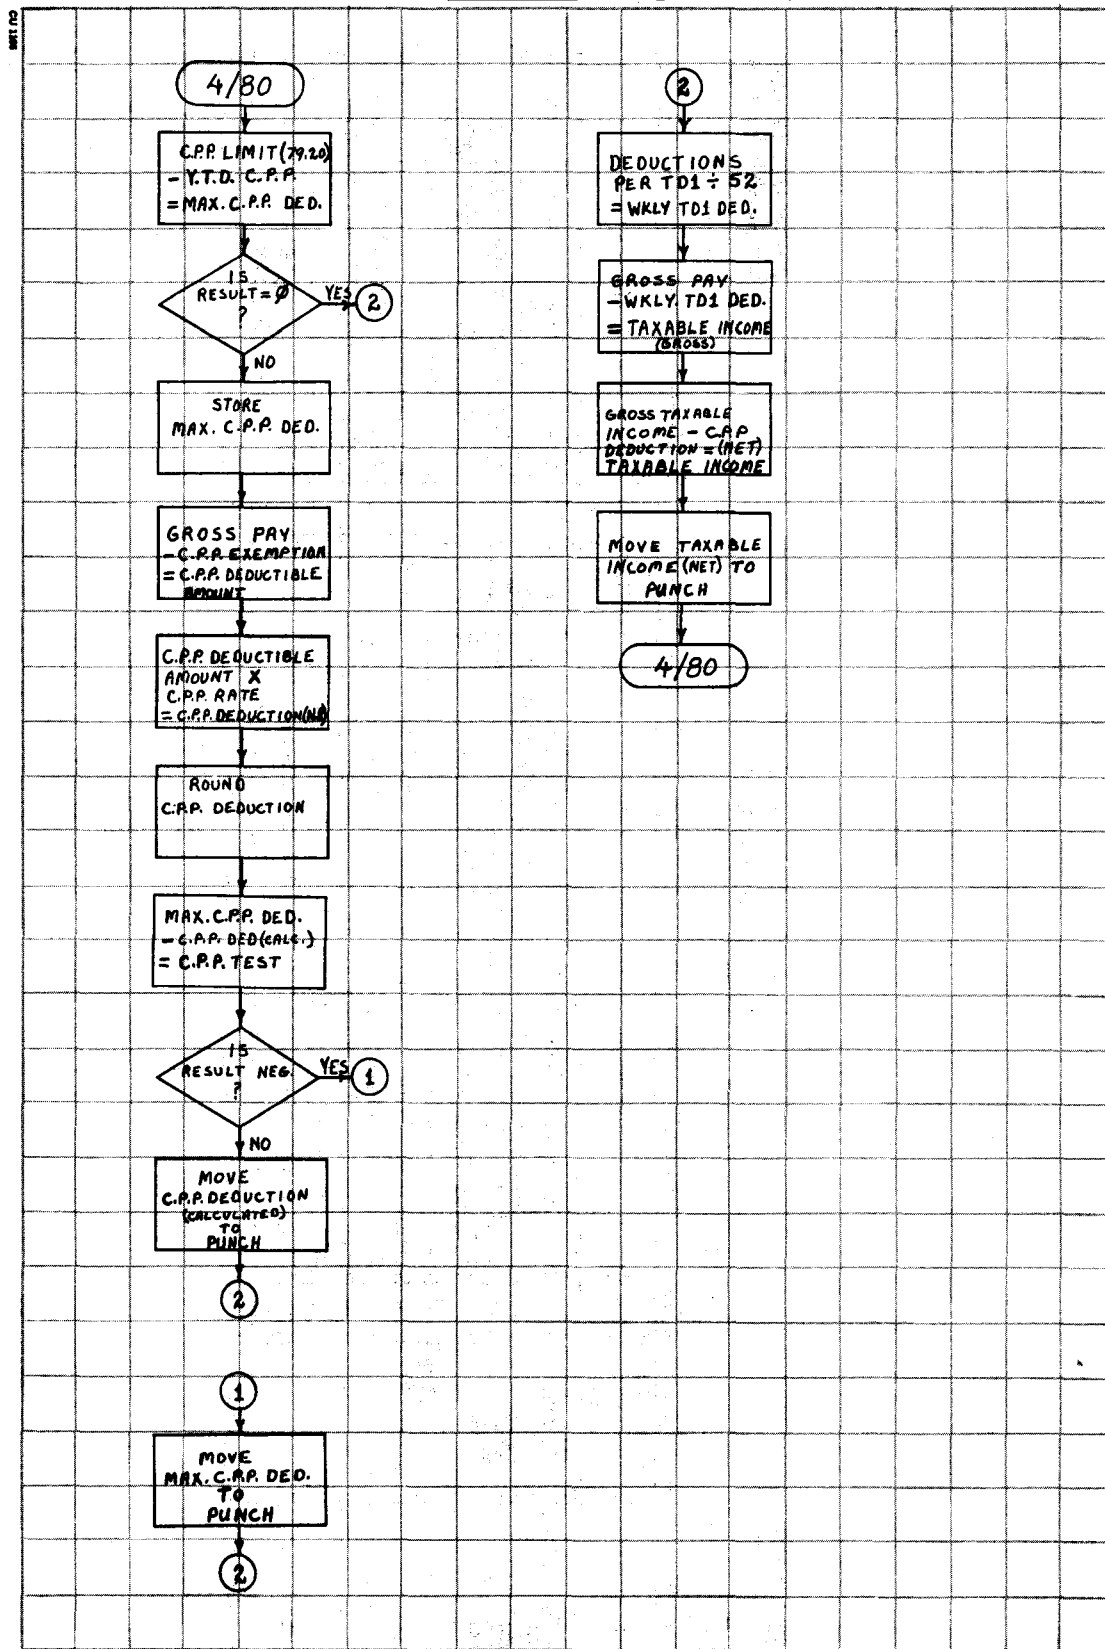 4/80
C.P.P. LIMIT (79.20)
- Y.T.D. C.P.P.
= MAX. C.P.P. DED.
IS
RESULT = Ø
?
YES
2
NO
STORE
MAX. C.P.P. DED.
GROSS PAY
- C.P.P. EXEMPTION
= C.P.P. DEDUCTIBLE
AMOUNT
C.P.P. DEDUCTIBLE
AMOUNT X
C.P.P. RATE
= C.P.P. DEDUCTION
ROUND
C.P.P. DEDUCTION
MAX. C.P.P. DED.
- C.P.P. DED (CALC.)
= C.P.P. TEST
IS
RESULT NEG.
?
YES
1
NO
MOVE
C.P.P. DEDUCTION
(CALCULATED)
TO
PUNCH
2
1
MOVE
MAX. C.P.P. DED.
TO
PUNCH
2
2
DEDUCTIONS
PER TD1 ÷ 52
= WKLY TD1 DED.
GROSS PAY
- WKLY. TD1 DED.
= TAXABLE INCOME
(GROSS)
GROSS TAXABLE
INCOME - C.P.P
DEDUCTION = (NET)
TAXABLE INCOME
MOVE TAXABLE
INCOME (NET) TO
PUNCH
4/80